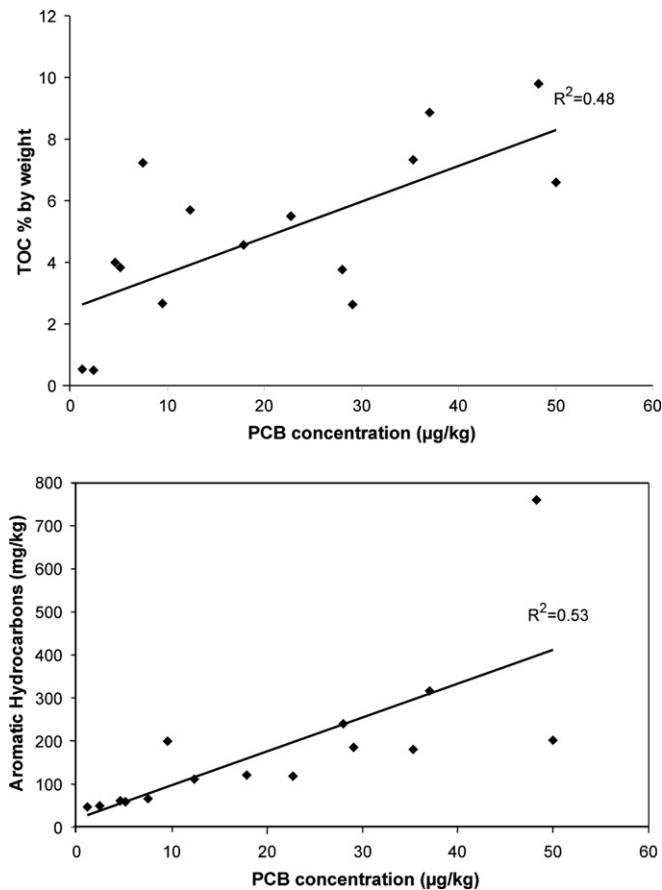 12
10
8
6
4
2
0
TOC % by weight
R²=0.48
0 10 20 30 40 50 60
PCB concentration (µg/kg)
800
700
600
500
400
300
200
100
0
Aromatic Hydrocarbons (mg/kg)
R²=0.53
0 10 20 30 40 50 60
PCB concentration (µg/kg)